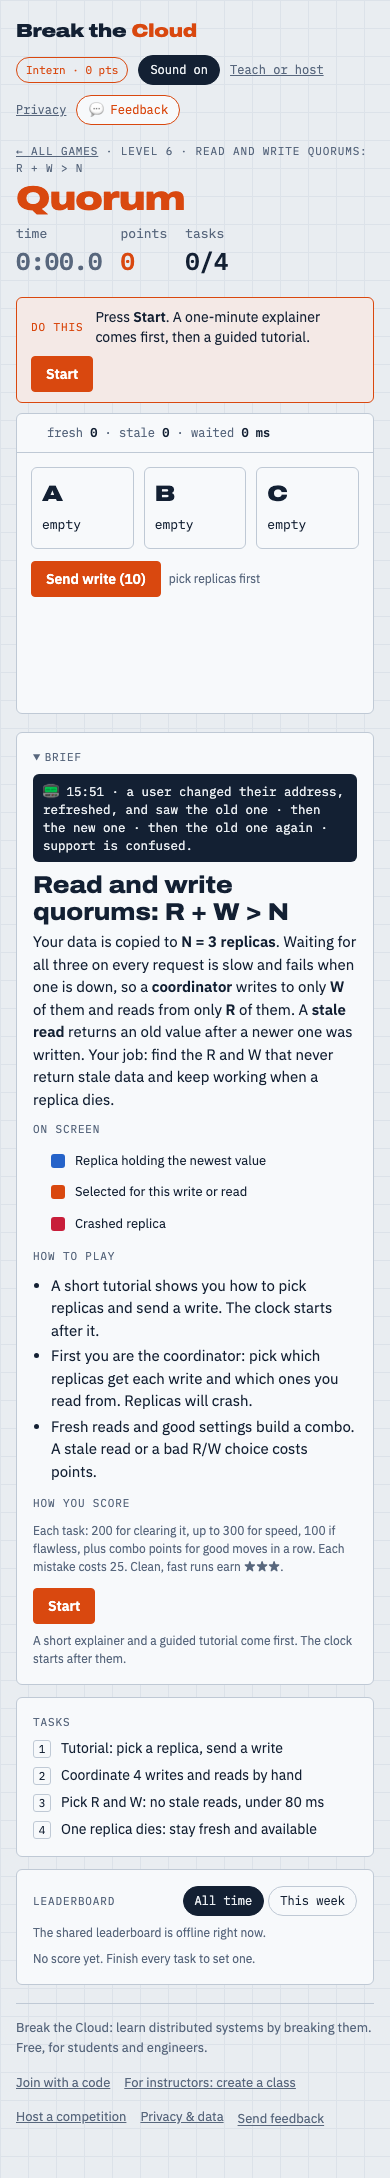 Break the Cloud
Intern · 0 pts
Sound on
Teach or host
Privacy
💬 Feedback
← ALL GAMES · LEVEL 6 · READ AND WRITE QUORUMS:
R + W > N
Quorum
time points tasks
0:00.0 0 0/4
DO THIS
Press Start. A one-minute explainer
comes first, then a guided tutorial.
Start
fresh 0 · stale 0 · waited 0 ms
A B C
empty empty empty
Send write (10) pick replicas first
▼ BRIEF
📟 15:51 · a user changed their address,
refreshed, and saw the old one · then
the new one · then the old one again ·
support is confused.
Read and write
quorums: R + W > N
Your data is copied to N = 3 replicas. Waiting for
all three on every request is slow and fails when
one is down, so a coordinator writes to only W
of them and reads from only R of them. A stale
read returns an old value after a newer one was
written. Your job: find the R and W that never
return stale data and keep working when a
replica dies.
ON SCREEN
Replica holding the newest value
Selected for this write or read
Crashed replica
HOW TO PLAY
• A short tutorial shows you how to pick
replicas and send a write. The clock starts
after it.
• First you are the coordinator: pick which
replicas get each write and which ones you
read from. Replicas will crash.
• Fresh reads and good settings build a combo.
A stale read or a bad R/W choice costs
points.
HOW YOU SCORE
Each task: 200 for clearing it, up to 300 for speed, 100 if
flawless, plus combo points for good moves in a row. Each
mistake costs 25. Clean, fast runs earn ★★★.
Start
A short explainer and a guided tutorial come first. The clock
starts after them.
TASKS
1 Tutorial: pick a replica, send a write
2 Coordinate 4 writes and reads by hand
3 Pick R and W: no stale reads, under 80 ms
4 One replica dies: stay fresh and available
LEADERBOARD All time This week
The shared leaderboard is offline right now.
No score yet. Finish every task to set one.
Break the Cloud: learn distributed systems by breaking them.
Free, for students and engineers.
Join with a code For instructors: create a class
Host a competition Privacy & data Send feedback